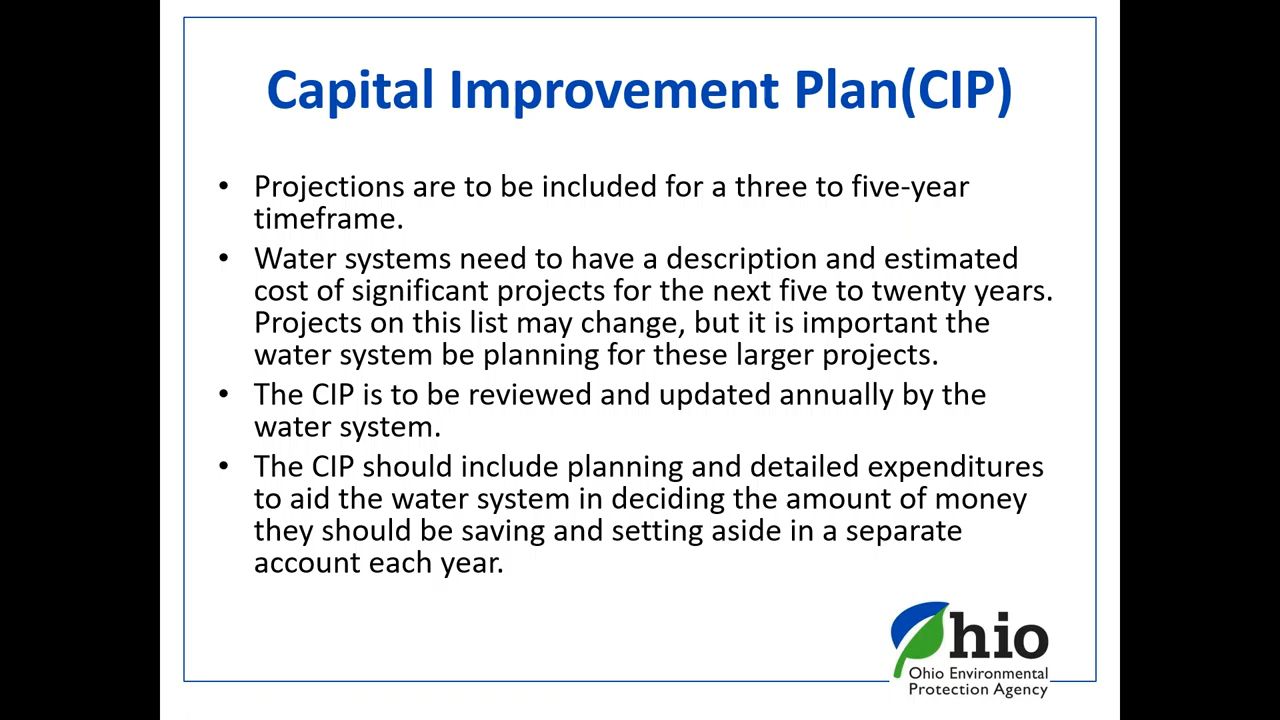 Capital Improvement Plan(CIP)
• Projections are to be included for a three to five-year
timeframe.
• Water systems need to have a description and estimated
cost of significant projects for the next five to twenty years.
Projects on this list may change, but it is important the
water system be planning for these larger projects.
• The CIP is to be reviewed and updated annually by the
water system.
• The CIP should include planning and detailed expenditures
to aid the water system in deciding the amount of money
they should be saving and setting aside in a separate
account each year.
Ohio
Ohio Environmental
Protection Agency